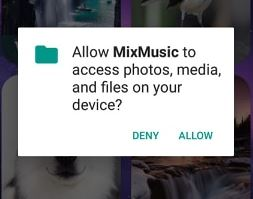 Allow MixMusic to
access photos, media,
and files on your
device?
DENY ALLOW